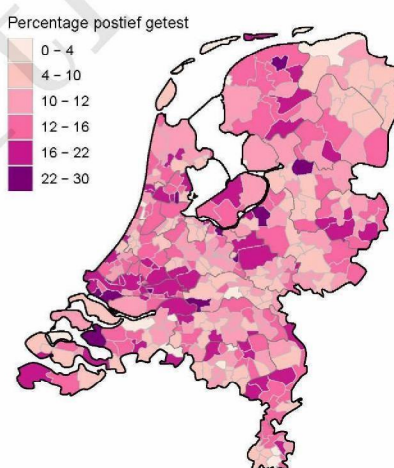 Percentage postief getest
0 – 4
4 – 10
10 – 12
12 – 16
16 – 22
22 – 30